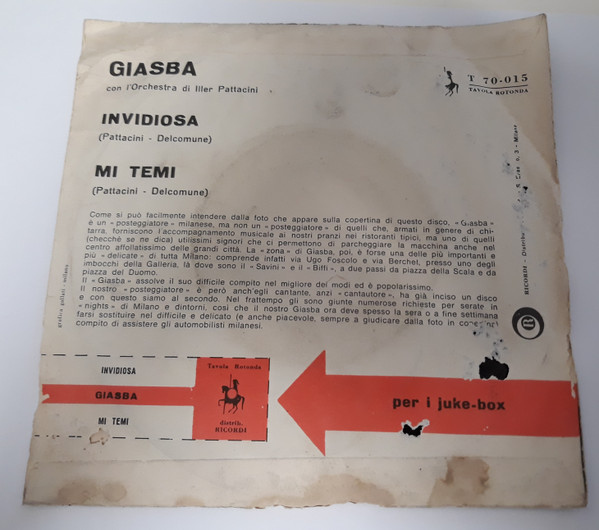 GIASBA
con l'Orchestra di Iller Pattacini
T 70-015
TAVOLA ROTONDA
INVIDIOSA
(Pattacini - Delcomune)
MI TEMI
(Pattacini - Delcomune)
Come si può facilmente intendere dalla foto che appare sulla copertina di questo disco, «Giasba»
è un «posteggiatore» milanese, ma non un «posteggiatore» di quelli che, armati in genere di chi-
tarra, forniscono l'accompagnamento musicale ai nostri pranzi nei ristoranti tipici, ma uno di quelli
(checchè se ne dica) utilissimi signori che ci permettono di parcheggiare la macchina anche nel
centro affollatissimo delle grandi città. La «zona» di Giasba, poi, è forse una delle più importanti e
più «delicate» di tutta Milano: comprende infatti via Ugo Foscolo e via Berchet, presso uno degli
imbocchi della Galleria, là dove sono il «Savini» e il «Biffi», a due passi da piazza della Scala e da
piazza del Duomo.
Il «Giasba» assolve il suo difficile compito nel migliore dei modi ed è popolarissimo.
Il nostro «posteggiatore» è però anch'egli cantante, anzi «cantautore», ha già inciso un disco
e con questo siamo al secondo. Nel frattempo gli sono giunte numerose richieste per serate in
«nights» di Milano e dintorni, così che il nostro Giasba ora deve spesso la sera o a fine settimana
farsi sostituire nel difficile e delicato (e anche piacevole, sempre a giudicare dalla foto in
compito di assistere gli automobilisti milanesi.
grafica milano
RICORDI - 3 - Milano
R
INVIDIOSA
GIASBA
MI TEMI
Tavola Rotonda
distrib.
RICORDI
per i juke-box